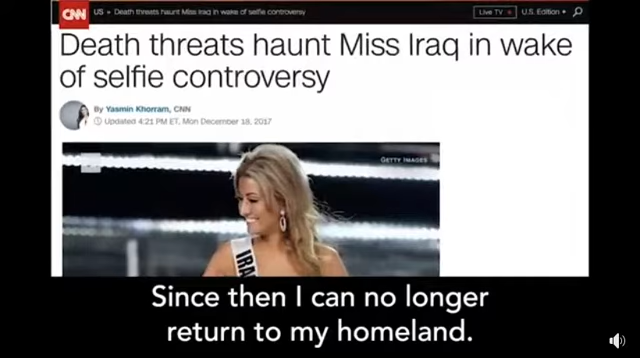 CNN
US » Death threats haunt Miss Iraq in wake of selfie controversy
Live TV
U.S. Edition
Death threats haunt Miss Iraq in wake
of selfie controversy
By Yasmin Khorram, CNN
Updated 4:21 PM ET, Mon December 18, 2017
GETTY IMAGES
IRA
Since then I can no longer
return to my homeland.